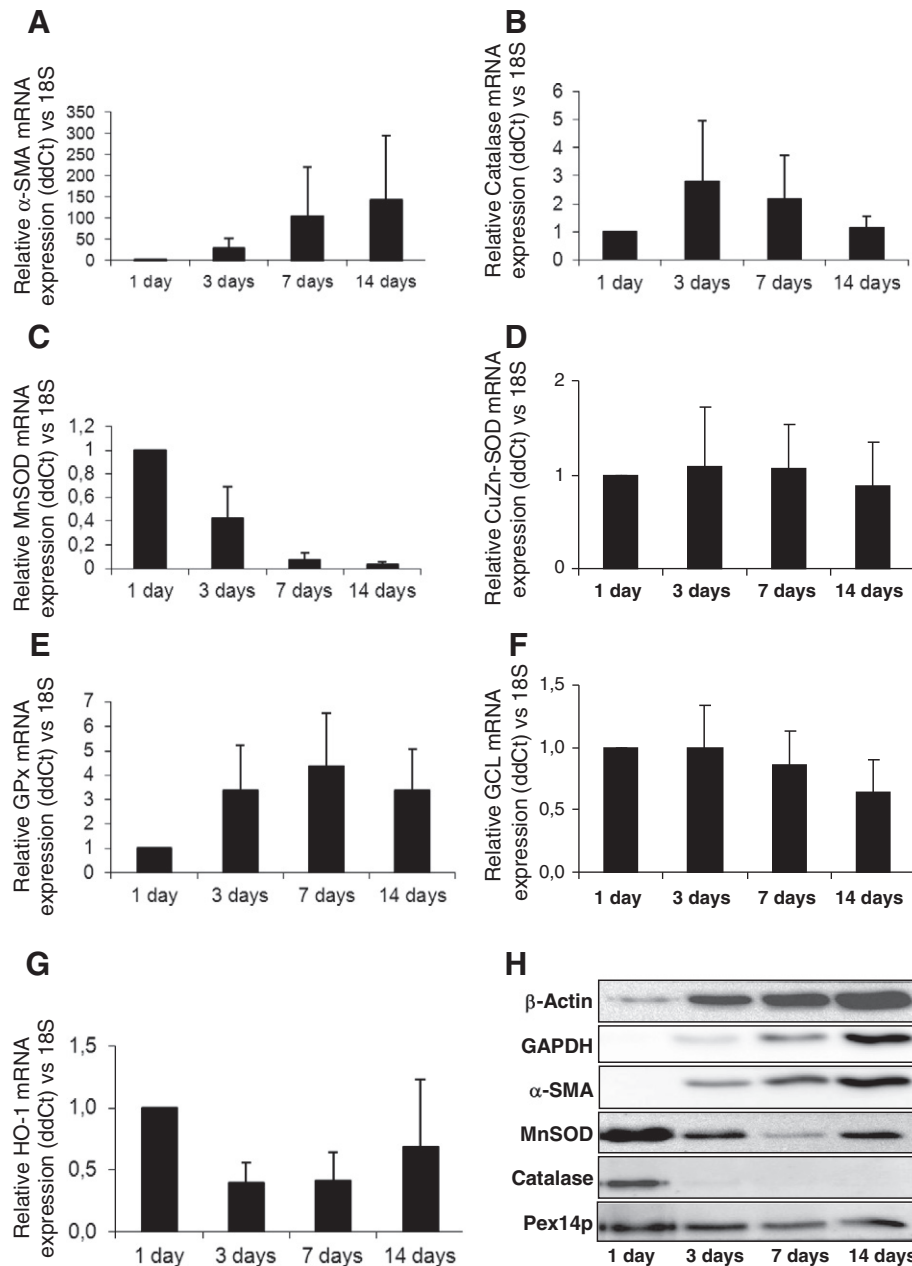 A
Relative α-SMA mRNA
expression (ddCt) vs 18S
350
300
250
200
150
100
50
0
1 day 3 days 7 days 14 days
B
Relative Catalase mRNA
expression (ddCt) vs 18S
6
5
4
3
2
1
0
1 day 3 days 7 days 14 days
C
Relative MnSOD mRNA
expression (ddCt) vs 18S
1,2
1
0,8
0,6
0,4
0,2
0
1 day 3 days 7 days 14 days
D
Relative CuZn-SOD mRNA
expression (ddCt) vs 18S
2
1
0
1 day 3 days 7 days 14 days
E
Relative GPx mRNA
expression (ddCt) vs 18S
7
6
5
4
3
2
1
0
1 day 3 days 7 days 14 days
F
Relative GCL mRNA
expression (ddCt) vs 18S
1,5
1,0
0,5
0,0
1 day 3 days 7 days 14 days
G
Relative HO-1 mRNA
expression (ddCt) vs 18S
1,5
1,0
0,5
0,0
1 day 3 days 7 days 14 days
H
β-Actin
GAPDH
α-SMA
MnSOD
Catalase
Pex14p
1 day 3 days 7 days 14 days